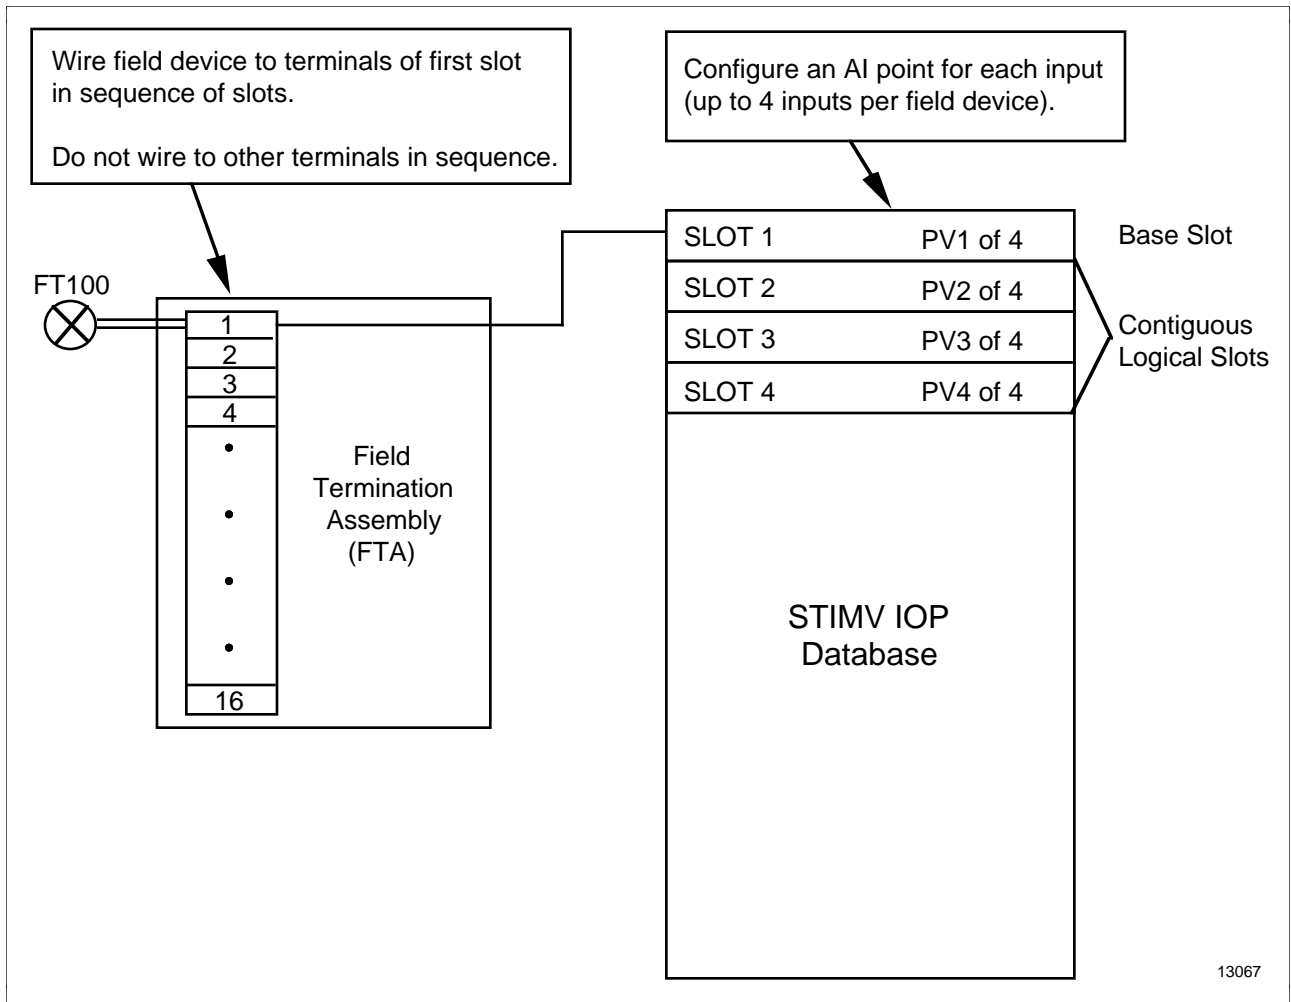 Wire field device to terminals of first slot
in sequence of slots.
Do not wire to other terminals in sequence.
Configure an AI point for each input
(up to 4 inputs per field device).
FT100
1
2
3
4
16
Field
Termination
Assembly
(FTA)
SLOT 1 PV1 of 4
SLOT 2 PV2 of 4
SLOT 3 PV3 of 4
SLOT 4 PV4 of 4
Base Slot
Contiguous
Logical Slots
STIMV IOP
Database
13067